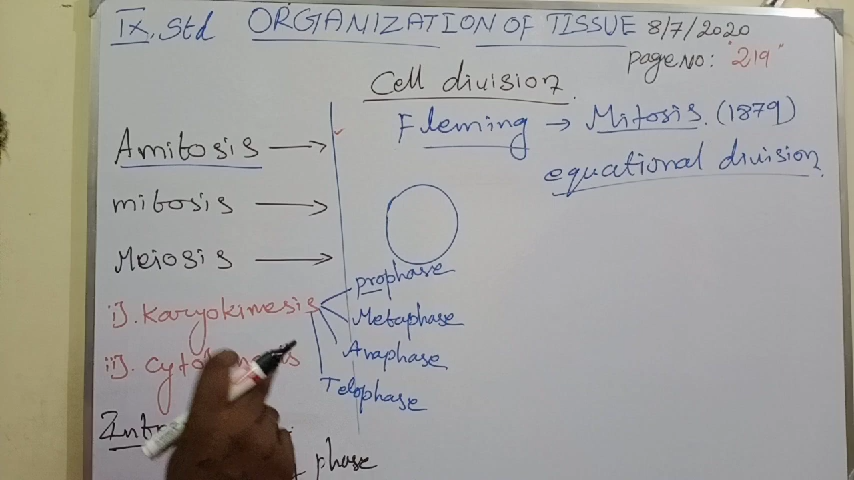 IX, Std ORGANIZATION OF TISSUE 8/7/2020
page No: "219"
Cell division
Fleming → Mitosis. (1879)
equational division
Amitosis →
mitosis →
Meiosis →
i). Karyokinesis
prophase
Metaphase
Anaphase
Telophase
ii).
phase